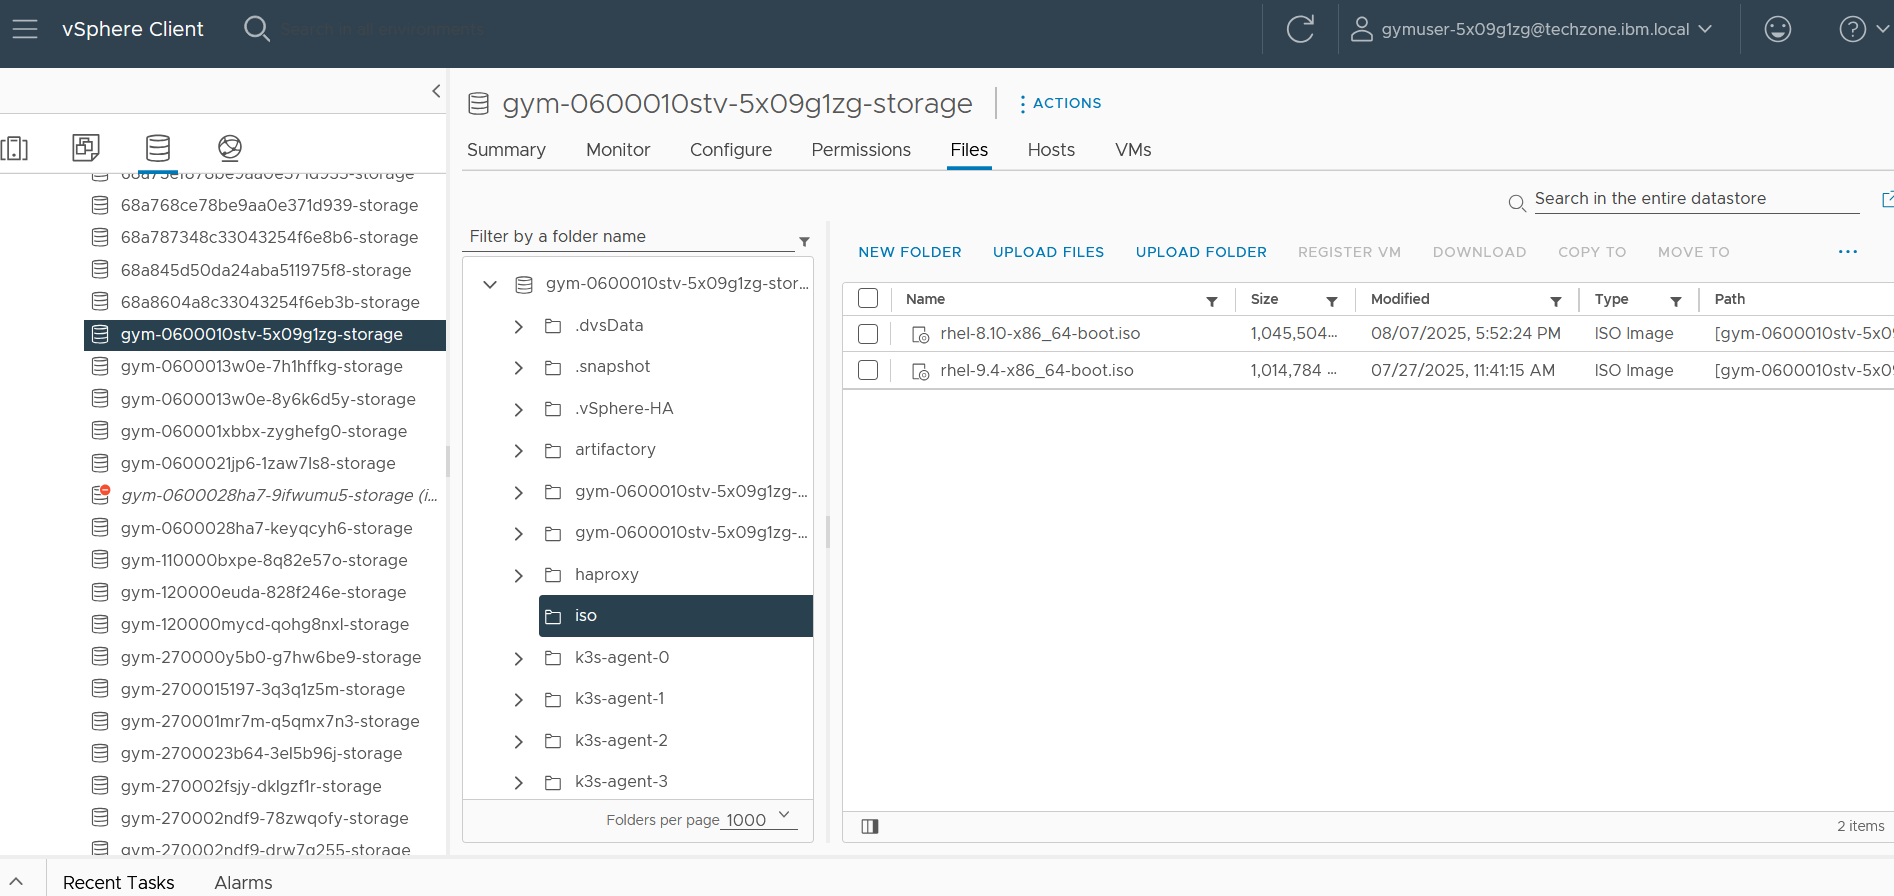 vSphere Client
Search in all environments
gymuser-5x09g1zg@techzone.ibm.local
68a768ce78be9aa0e371d939-storage
68a787348c33043254f6e8b6-storage
68a845d50da24aba511975f8-storage
68a8604a8c33043254f6eb3b-storage
gym-0600010stv-5x09g1zg-storage
gym-0600013w0e-7h1hffkg-storage
gym-0600013w0e-8y6k6d5y-storage
gym-060001xbbx-zyghefg0-storage
gym-0600021jp6-1zaw7ls8-storage
gym-0600028ha7-9ifwumu5-storage (i...
gym-0600028ha7-keyqcyh6-storage
gym-110000bxpe-8q82e57o-storage
gym-120000euda-828f246e-storage
gym-120000mycd-qohg8nxl-storage
gym-270000y5b0-g7hw6be9-storage
gym-2700015197-3q3q1z5m-storage
gym-270001mr7m-q5qmx7n3-storage
gym-2700023b64-3el5b96j-storage
gym-270002fsjy-dklgzf1r-storage
gym-270002ndf9-78zwqofy-storage
gym-270002ndf9-drw7g255-storage
gym-0600010stv-5x09g1zg-storage
ACTIONS
Summary Monitor Configure Permissions Files Hosts VMs
Search in the entire datastore
Filter by a folder name
gym-0600010stv-5x09g1zg-stor...
.dvsData
.snapshot
.vSphere-HA
artifactory
gym-0600010stv-5x09g1zg-...
gym-0600010stv-5x09g1zg-...
haproxy
iso
k3s-agent-0
k3s-agent-1
k3s-agent-2
k3s-agent-3
Folders per page 1000
NEW FOLDER UPLOAD FILES UPLOAD FOLDER REGISTER VM DOWNLOAD COPY TO MOVE TO
Name Size Modified Type Path
rhel-8.10-x86_64-boot.iso 1,045,504... 08/07/2025, 5:52:24 PM ISO Image [gym-0600010stv-5x09
rhel-9.4-x86_64-boot.iso 1,014,784 ... 07/27/2025, 11:41:15 AM ISO Image [gym-0600010stv-5x09
2 items
Recent Tasks Alarms